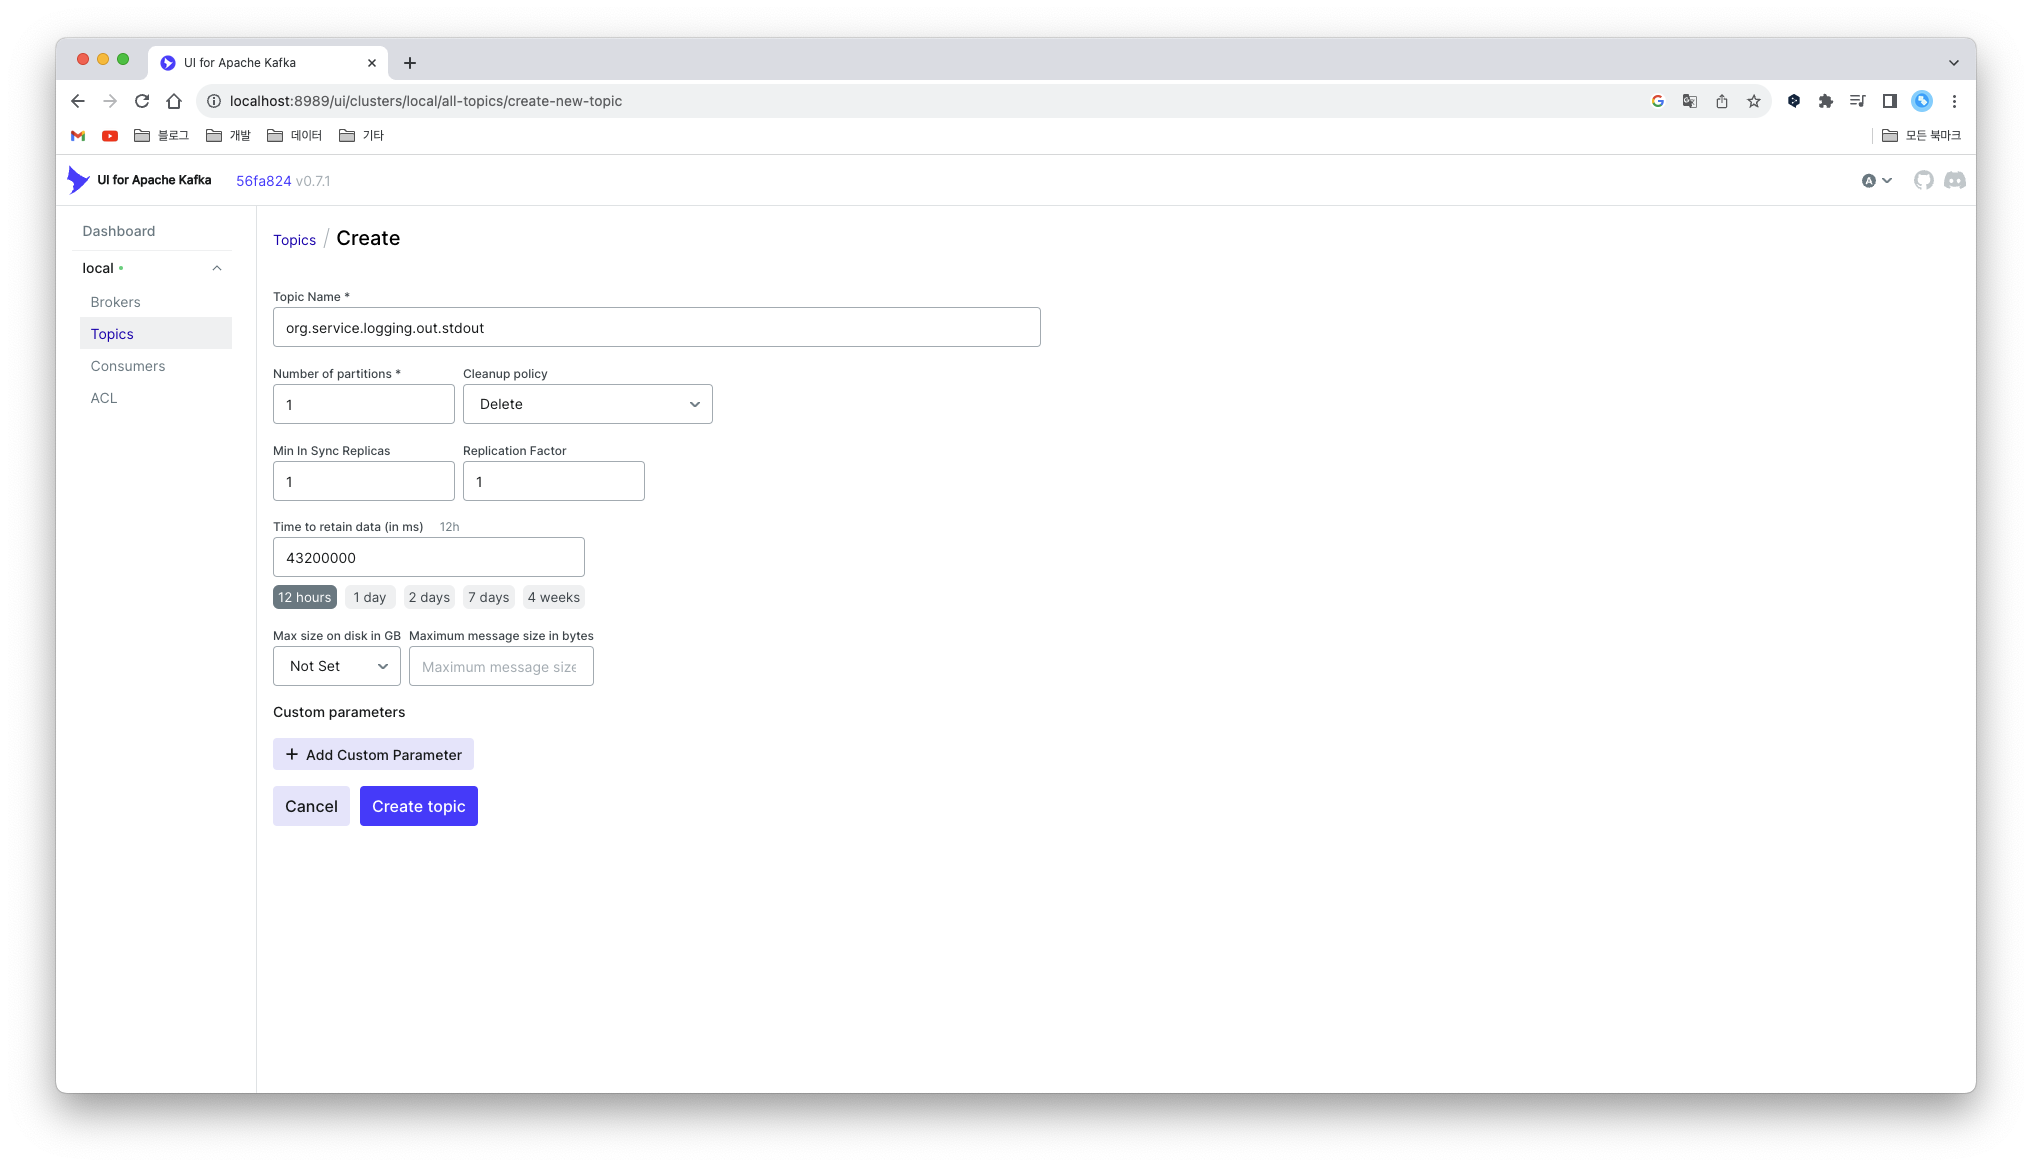 UI for Apache Kafka
localhost:8989/ui/clusters/local/all-topics/create-new-topic
블로그 개발 데이터 기타 모든 북마크
UI for Apache Kafka 56fa824 v0.7.1
A
Dashboard
local
Brokers
Topics
Consumers
ACL
Topics / Create
Topic Name *
org.service.logging.out.stdout
Number of partitions * Cleanup policy
1 Delete
Min In Sync Replicas Replication Factor
1 1
Time to retain data (in ms) 12h
43200000
12 hours 1 day 2 days 7 days 4 weeks
Max size on disk in GB Maximum message size in bytes
Not Set Maximum message size
Custom parameters
+ Add Custom Parameter
Cancel Create topic